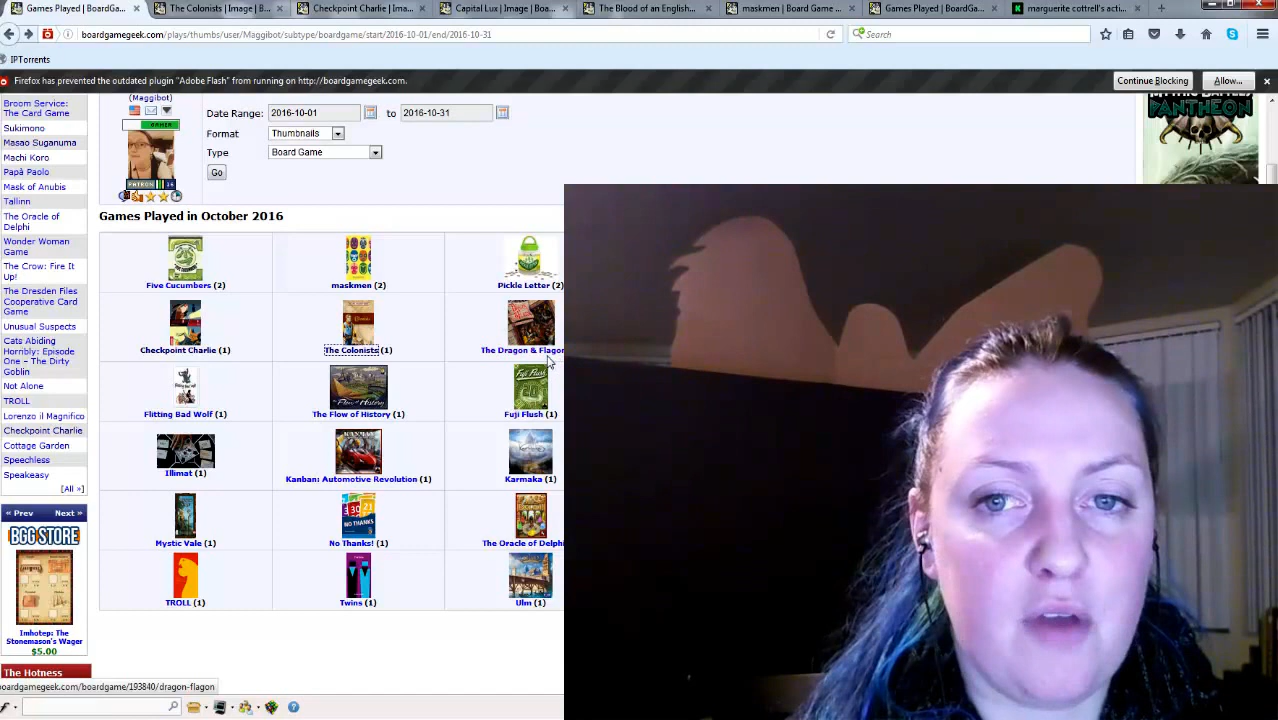 Games Played | BoardGa...
The Colonists | Image | B...
Checkpoint Charlie | Ima...
Capital Lux | Image | Boa...
The Blood of an English...
maskmen | Board Game ...
Games Played | BoardGa...
marguerite cottrell's acti...
boardgamegeek.com/plays/thumbs/user/Maggibot/subtype/boardgame/start/2016-10-01/end/2016-10-31
Search
IPTorrents
Firefox has prevented the outdated plugin "Adobe Flash" from running on http://boardgamegeek.com.
Continue Blocking
Allow...
Broom Service:
The Card Game
Sukimono
Masao Suganuma
Machi Koro
Papà Paolo
Mask of Anubis
Tallinn
The Oracle of
Delphi
Wonder Woman
Game
The Crow: Fire It
Up!
The Dresden Files
Cooperative Card
Game
Unusual Suspects
Cats Abiding
Horribly: Episode
One - The Dirty
Goblin
Not Alone
TROLL
Lorenzo il Magnifico
Checkpoint Charlie
Cottage Garden
Speechless
Speakeasy
[All »]
« Prev Next »
BGG STORE
Imhotep: The
Stonemason's Wager
$5.00
The Hotness
(Maggibot)
GAMER
PATRON 16
Date Range: 2016-10-01 to 2016-10-31
Format Thumbnails
Type Board Game
Go
PANTHEON
Games Played in October 2016
Five Cucumbers (2)
maskmen (2)
Pickle Letter (2)
Checkpoint Charlie (1)
The Colonists (1)
The Dragon & Flagon
Flitting Bad Wolf (1)
The Flow of History (1)
Fuji Flush (1)
Illimat (1)
Kanban: Automotive Revolution (1)
Karmaka (1)
Mystic Vale (1)
No Thanks! (1)
The Oracle of Delphi
TROLL (1)
Twins (1)
Ulm (1)
boardgamegeek.com/boardgame/193840/dragon-flagon